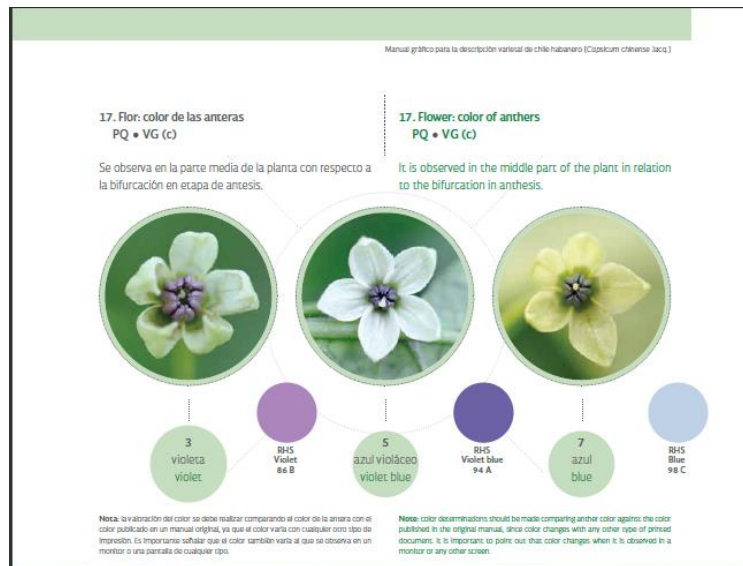 Manual gráfico para la descripción varietal de chile habanero (Capsicum chinense Jacq.)
17. Flor: color de las anteras
PQ • VG (c)
Se observa en la parte media de la planta con respecto a
la bifurcación en etapa de antesis.
17. Flower: color of anthers
PQ • VG (c)
It is observed in the middle part of the plant in relation
to the bifurcation in anthesis.
3
violeta
violet
RHS
Violet
86 B
5
azul violáceo
violet blue
RHS
Violet blue
94 A
7
azul
blue
RHS
Blue
98 C
Nota: la valoración del color se debe realizar comparando el color de la antera con el
color publicado en un manual original, ya que el color varía con cualquier otro tipo de
impresión. Es importante señalar que el color también varía al que se observa en un
monitor o una pantalla de cualquier tipo.
Note: color determinations should be made comparing anther color against the color
published in the original manual, since color changes with any other type of printed
document. It is important to point out that color changes when it is observed in a
monitor or any other screen.